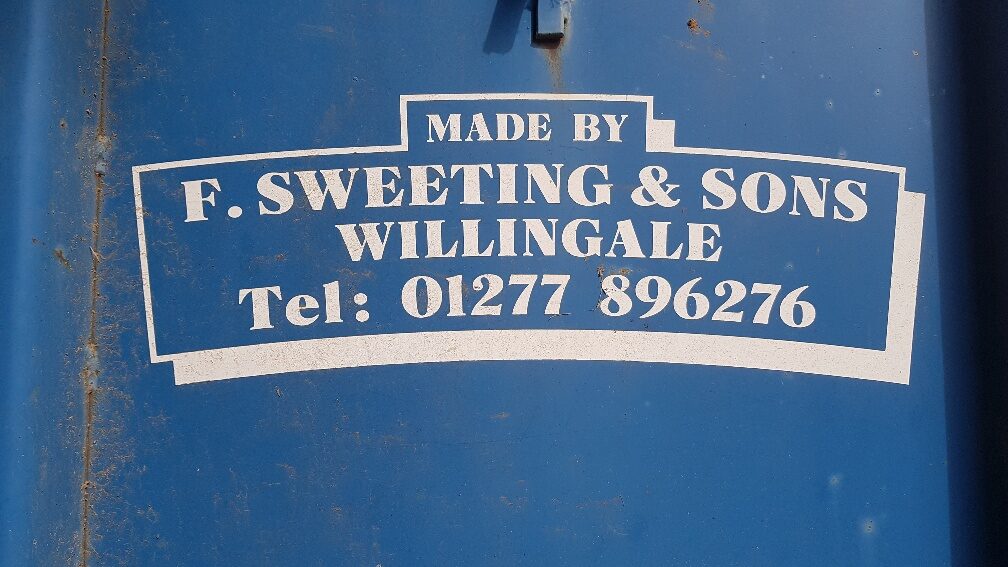 MADE BY
F. SWEETING & SONS
WILLINGALE
Tel: 01277 896276